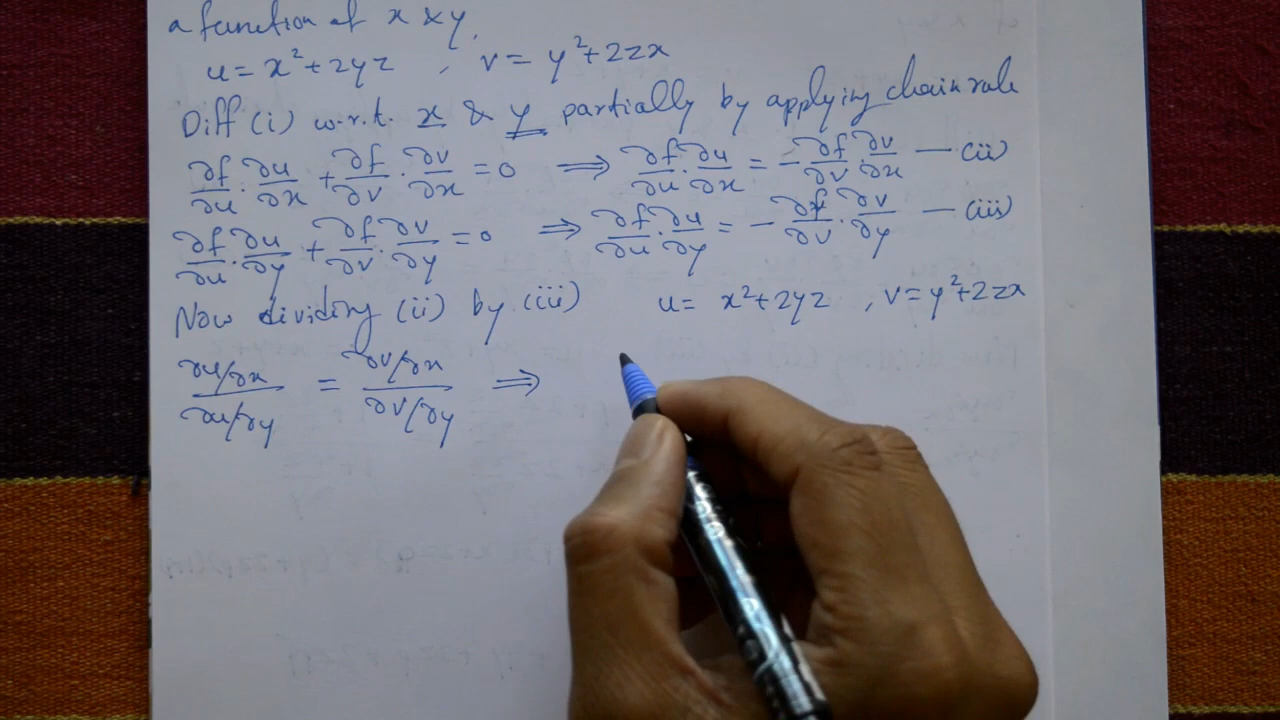 a function of x & y.
u = x²+2yz , v = y²+2zx
Diff (i) w.r.t. x & y partially by applying chain rule
∂f/∂u · ∂u/∂x + ∂f/∂v · ∂v/∂x = 0 ⟹ ∂f/∂u · ∂u/∂x = -∂f/∂v · ∂v/∂x — (ii)
∂f/∂u · ∂u/∂y + ∂f/∂v · ∂v/∂y = 0 ⟹ ∂f/∂u · ∂u/∂y = -∂f/∂v · ∂v/∂y — (iii)
Now dividing (ii) by (iii) u = x²+2yz , v = y²+2zx
(∂u/∂x)/(∂u/∂y) = (∂v/∂x)/(∂v/∂y) ⟹